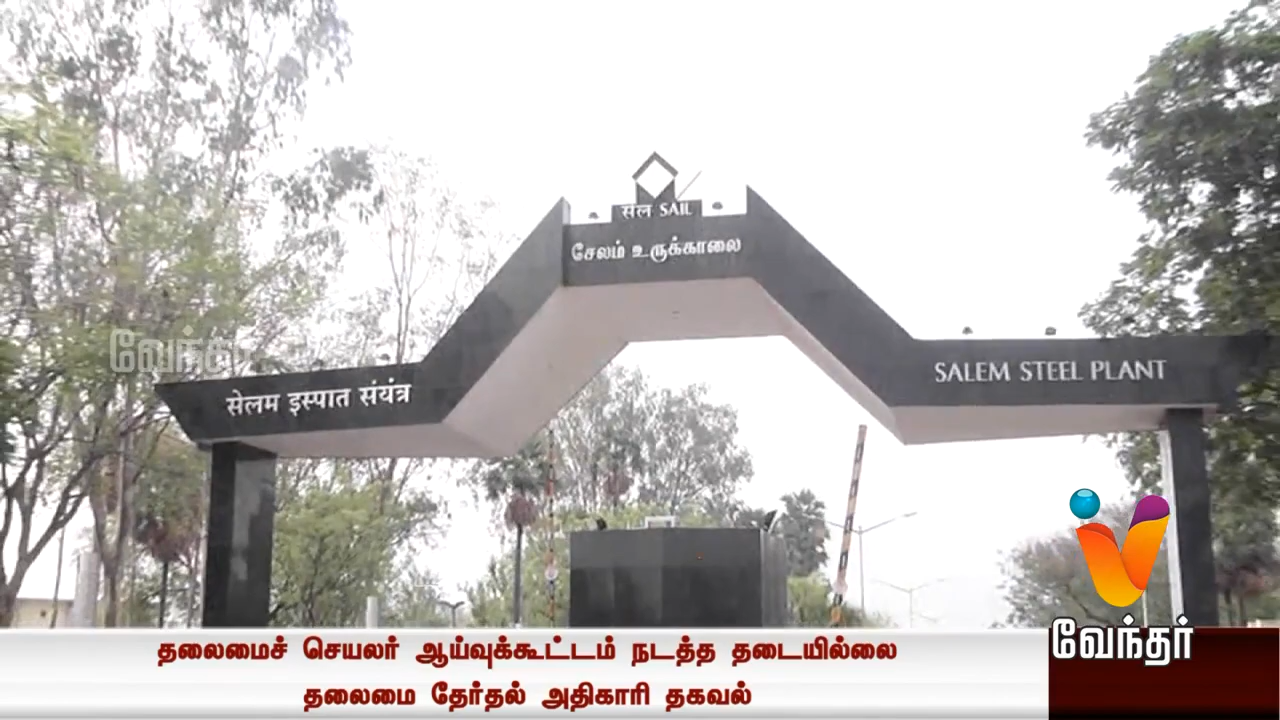 सेल SAIL
சேலம் உருக்காலை
सेलम इस्पात संयंत्र
SALEM STEEL PLANT
வேந்தர்
வேந்தர்
தலைமைச் செயலர் ஆய்வுக்கூட்டம் நடத்த தடையில்லை
தலைமை தேர்தல் அதிகாரி தகவல்